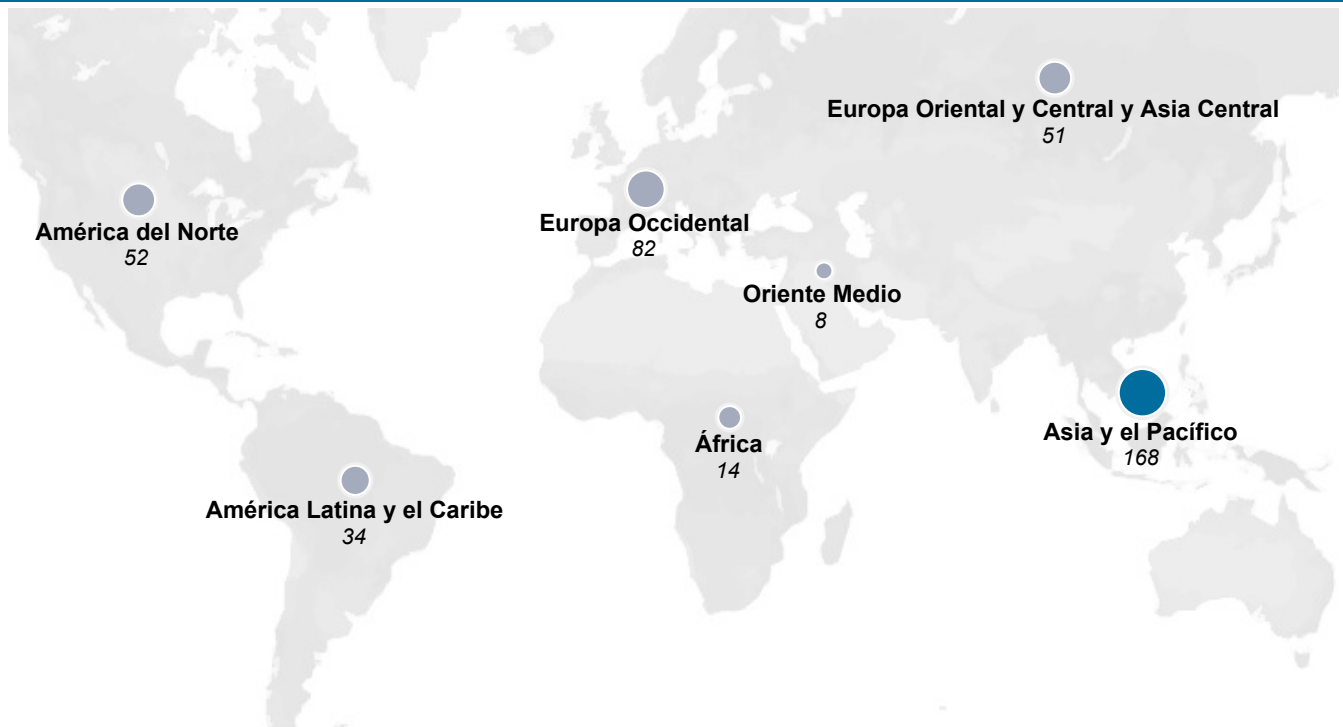 Europa Oriental y Central y Asia Central
51
América del Norte
52
Europa Occidental
82
Oriente Medio
8
Asia y el Pacífico
168
África
14
América Latina y el Caribe
34